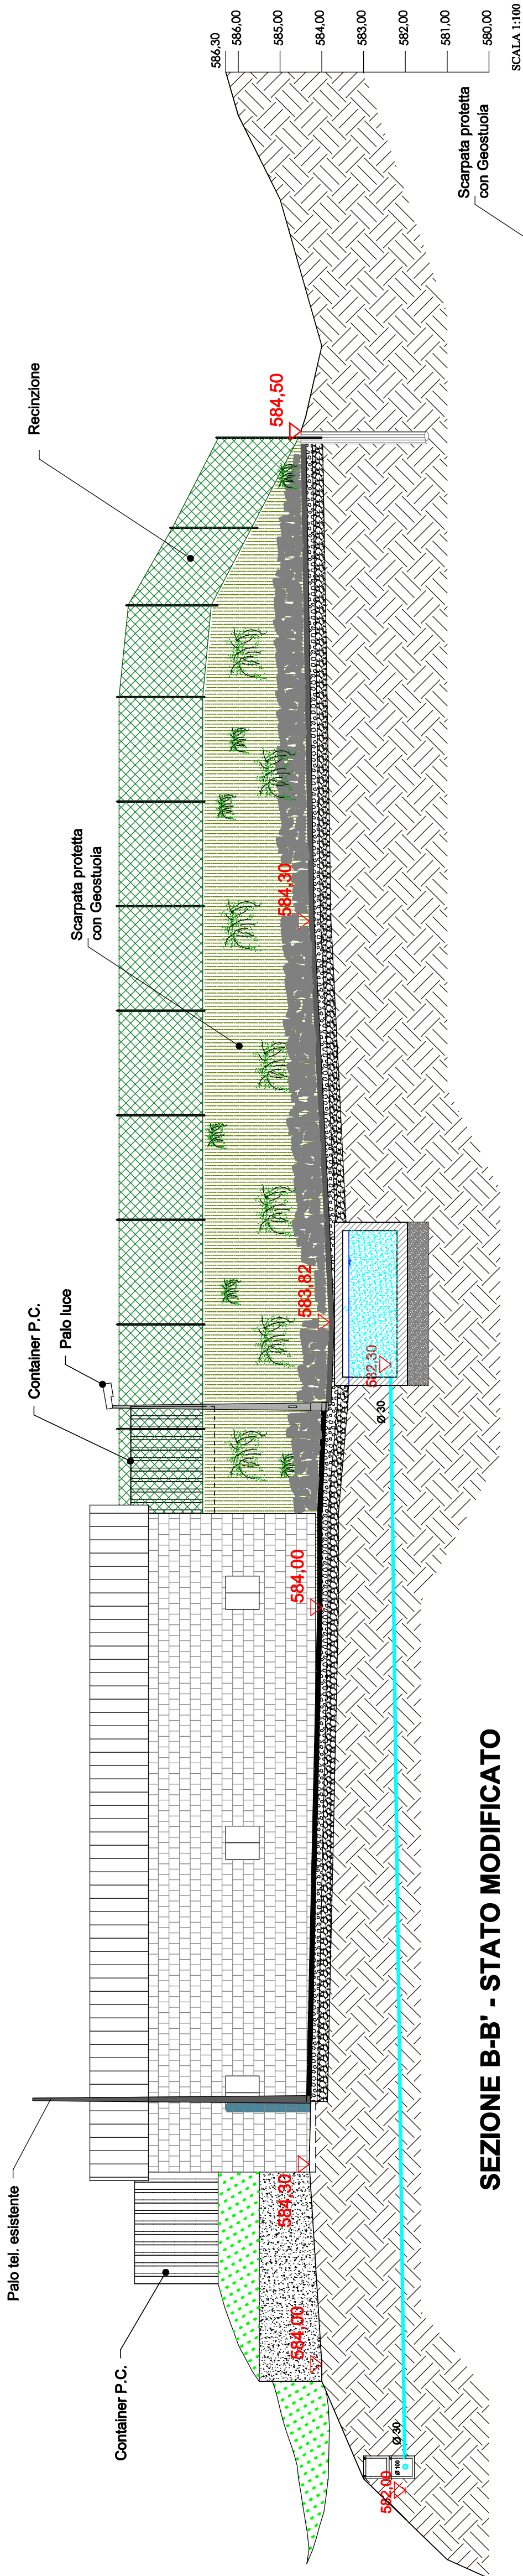 Palo tel. esistente
Container P.C.
Container P.C.
Palo luce
Scarpata protetta
con Geostuoia
Recinzione
586,30
586,00
585,00
584,00
583,00
582,00
581,00
580,00
SCALA 1:100
Scarpata protetta
con Geostuoia
582,00
Ø 100
Ø 30
584,00
584,30
584,00
583,82
582,30
Ø 30
584,30
584,50
SEZIONE B-B' - STATO MODIFICATO